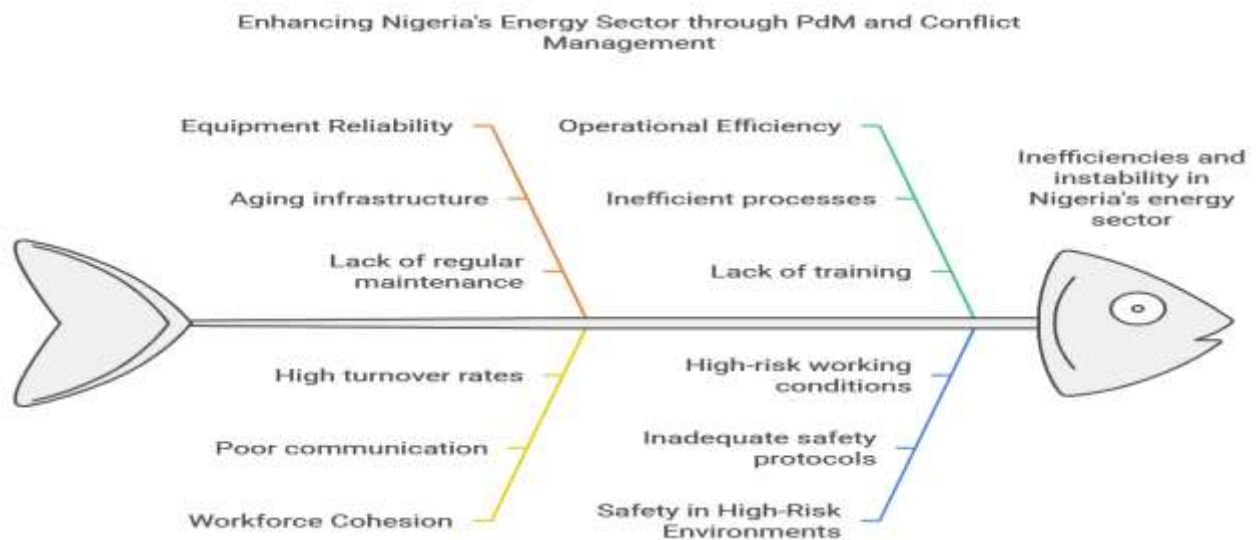 Enhancing Nigeria's Energy Sector through PdM and Conflict
Management
Equipment Reliability
Aging infrastructure
Lack of regular
maintenance
Operational Efficiency
Inefficient processes
Lack of training
Inefficiencies and
instability in
Nigeria's energy
sector
High turnover rates
Poor communication
Workforce Cohesion
High-risk working
conditions
Inadequate safety
protocols
Safety in High-Risk
Environments